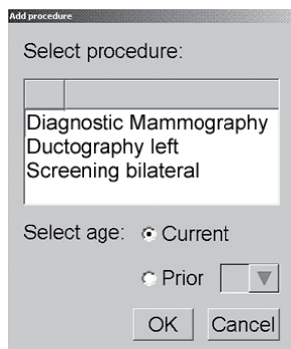 Add procedure
Select procedure:
Diagnostic Mammography
Ductography left
Screening bilateral
Select age: Current
Prior
OK Cancel